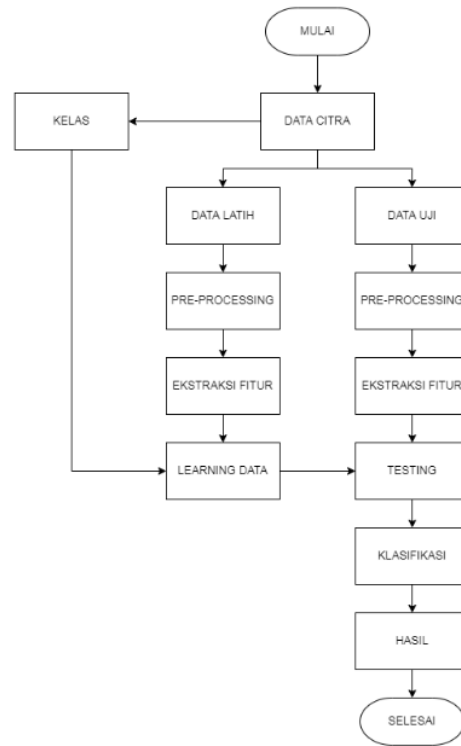 MULAI
KELAS
DATA CITRA
DATA LATIH
DATA UJI
PRE-PROCESSING
PRE-PROCESSING
EKSTRAKSI FITUR
EKSTRAKSI FITUR
LEARNING DATA
TESTING
KLASIFIKASI
HASIL
SELESAI